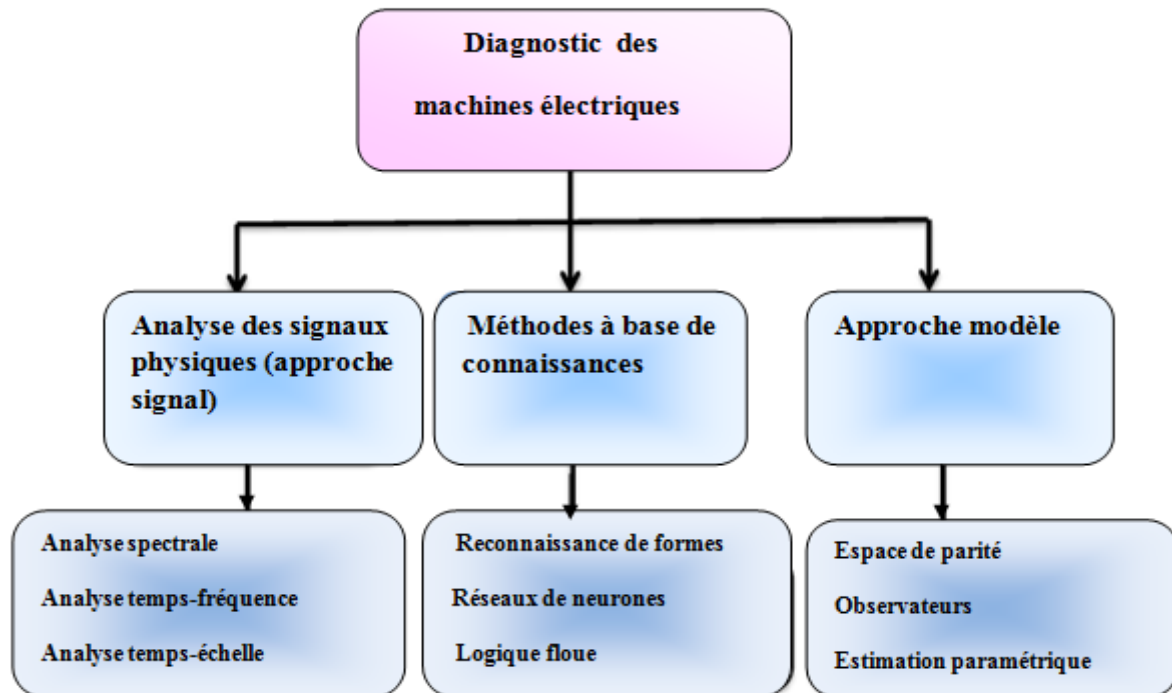 Diagnostic des
machines électriques
Analyse des signaux
physiques (approche
signal)
Méthodes à base de
connaissances
Approche modèle
Analyse spectrale
Analyse temps-fréquence
Analyse temps-échelle
Reconnaissance de formes
Réseaux de neurones
Logique floue
Espace de parité
Observateurs
Estimation paramétrique